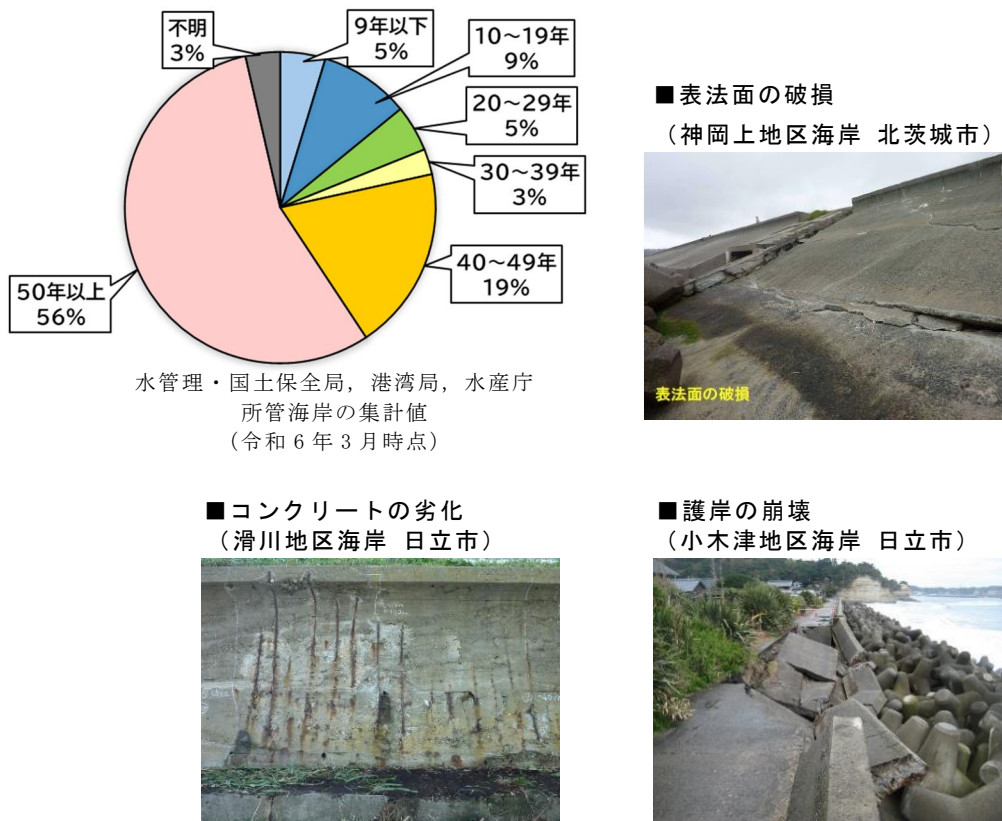 不明
3%
9年以下
5%
10～19年
9%
20～29年
5%
30～39年
3%
40～49年
19%
50年以上
56%
水管理・国土保全局，港湾局，水産庁
所管海岸の集計値
（令和６年３月時点）
■表法面の破損
（神岡上地区海岸 北茨城市）
表法面の破損
■コンクリートの劣化
（滑川地区海岸 日立市）
■護岸の崩壊
（小木津地区海岸 日立市）